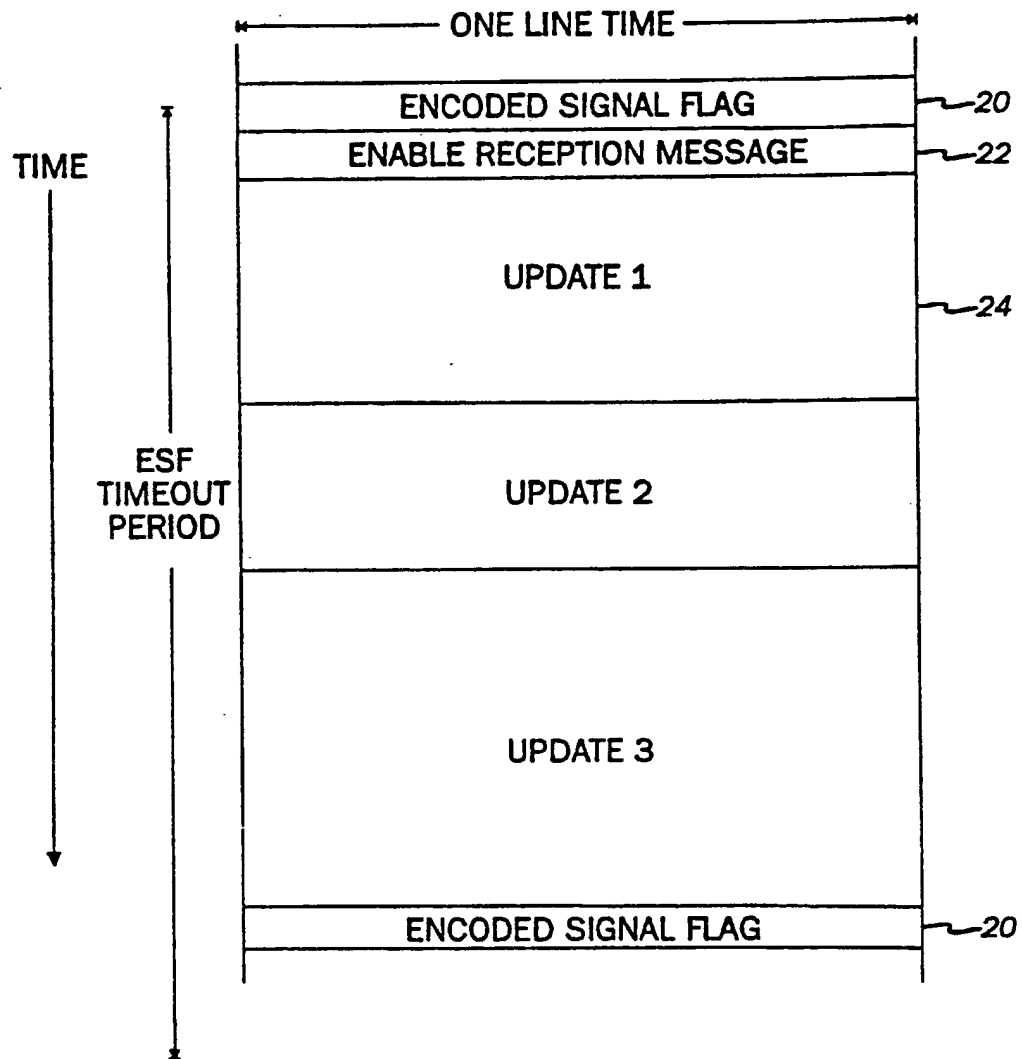 ONE LINE TIME
ENCODED SIGNAL FLAG
20
ENABLE RECEPTION MESSAGE
22
TIME
UPDATE 1
24
ESF
TIMEOUT
PERIOD
UPDATE 2
UPDATE 3
ENCODED SIGNAL FLAG
20